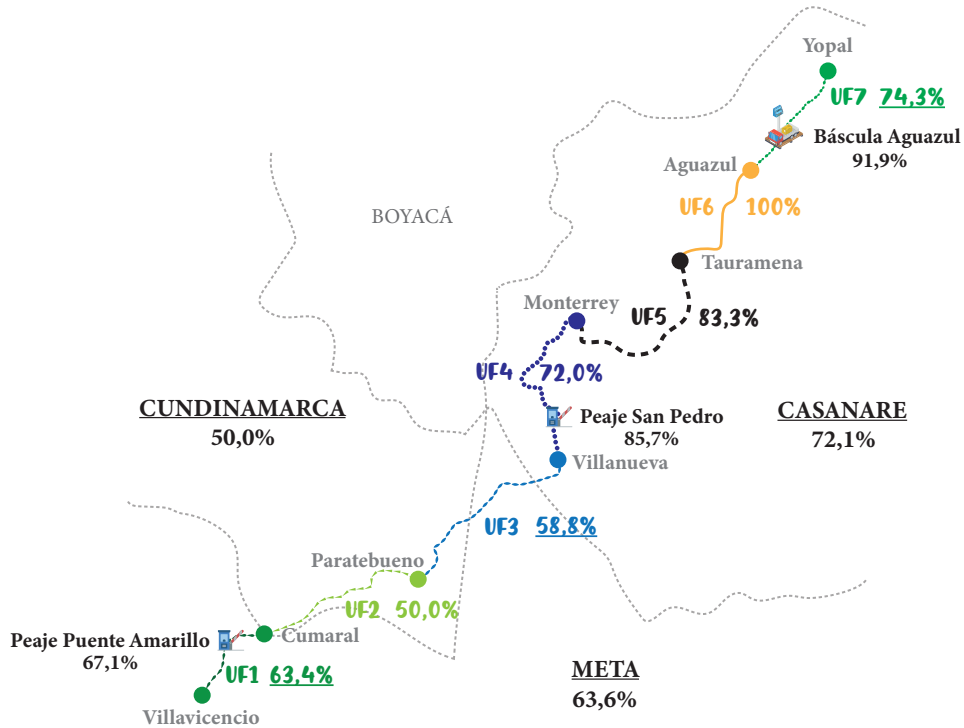 Yopal
UF7 74,3%
Báscula Aguazul
91,9%
Aguazul
UF6 100%
BOYACÁ
Tauramena
Monterrey
UF5 83,3%
UF4 72,0%
CUNDINAMARCA
50,0%
Peaje San Pedro
85,7%
CASANARE
72,1%
Villanueva
UF3 58,8%
Paratebueno
UF2 50,0%
Peaje Puente Amarillo
67,1%
Cumaral
UF1 63,4%
META
63,6%
Villavicencio